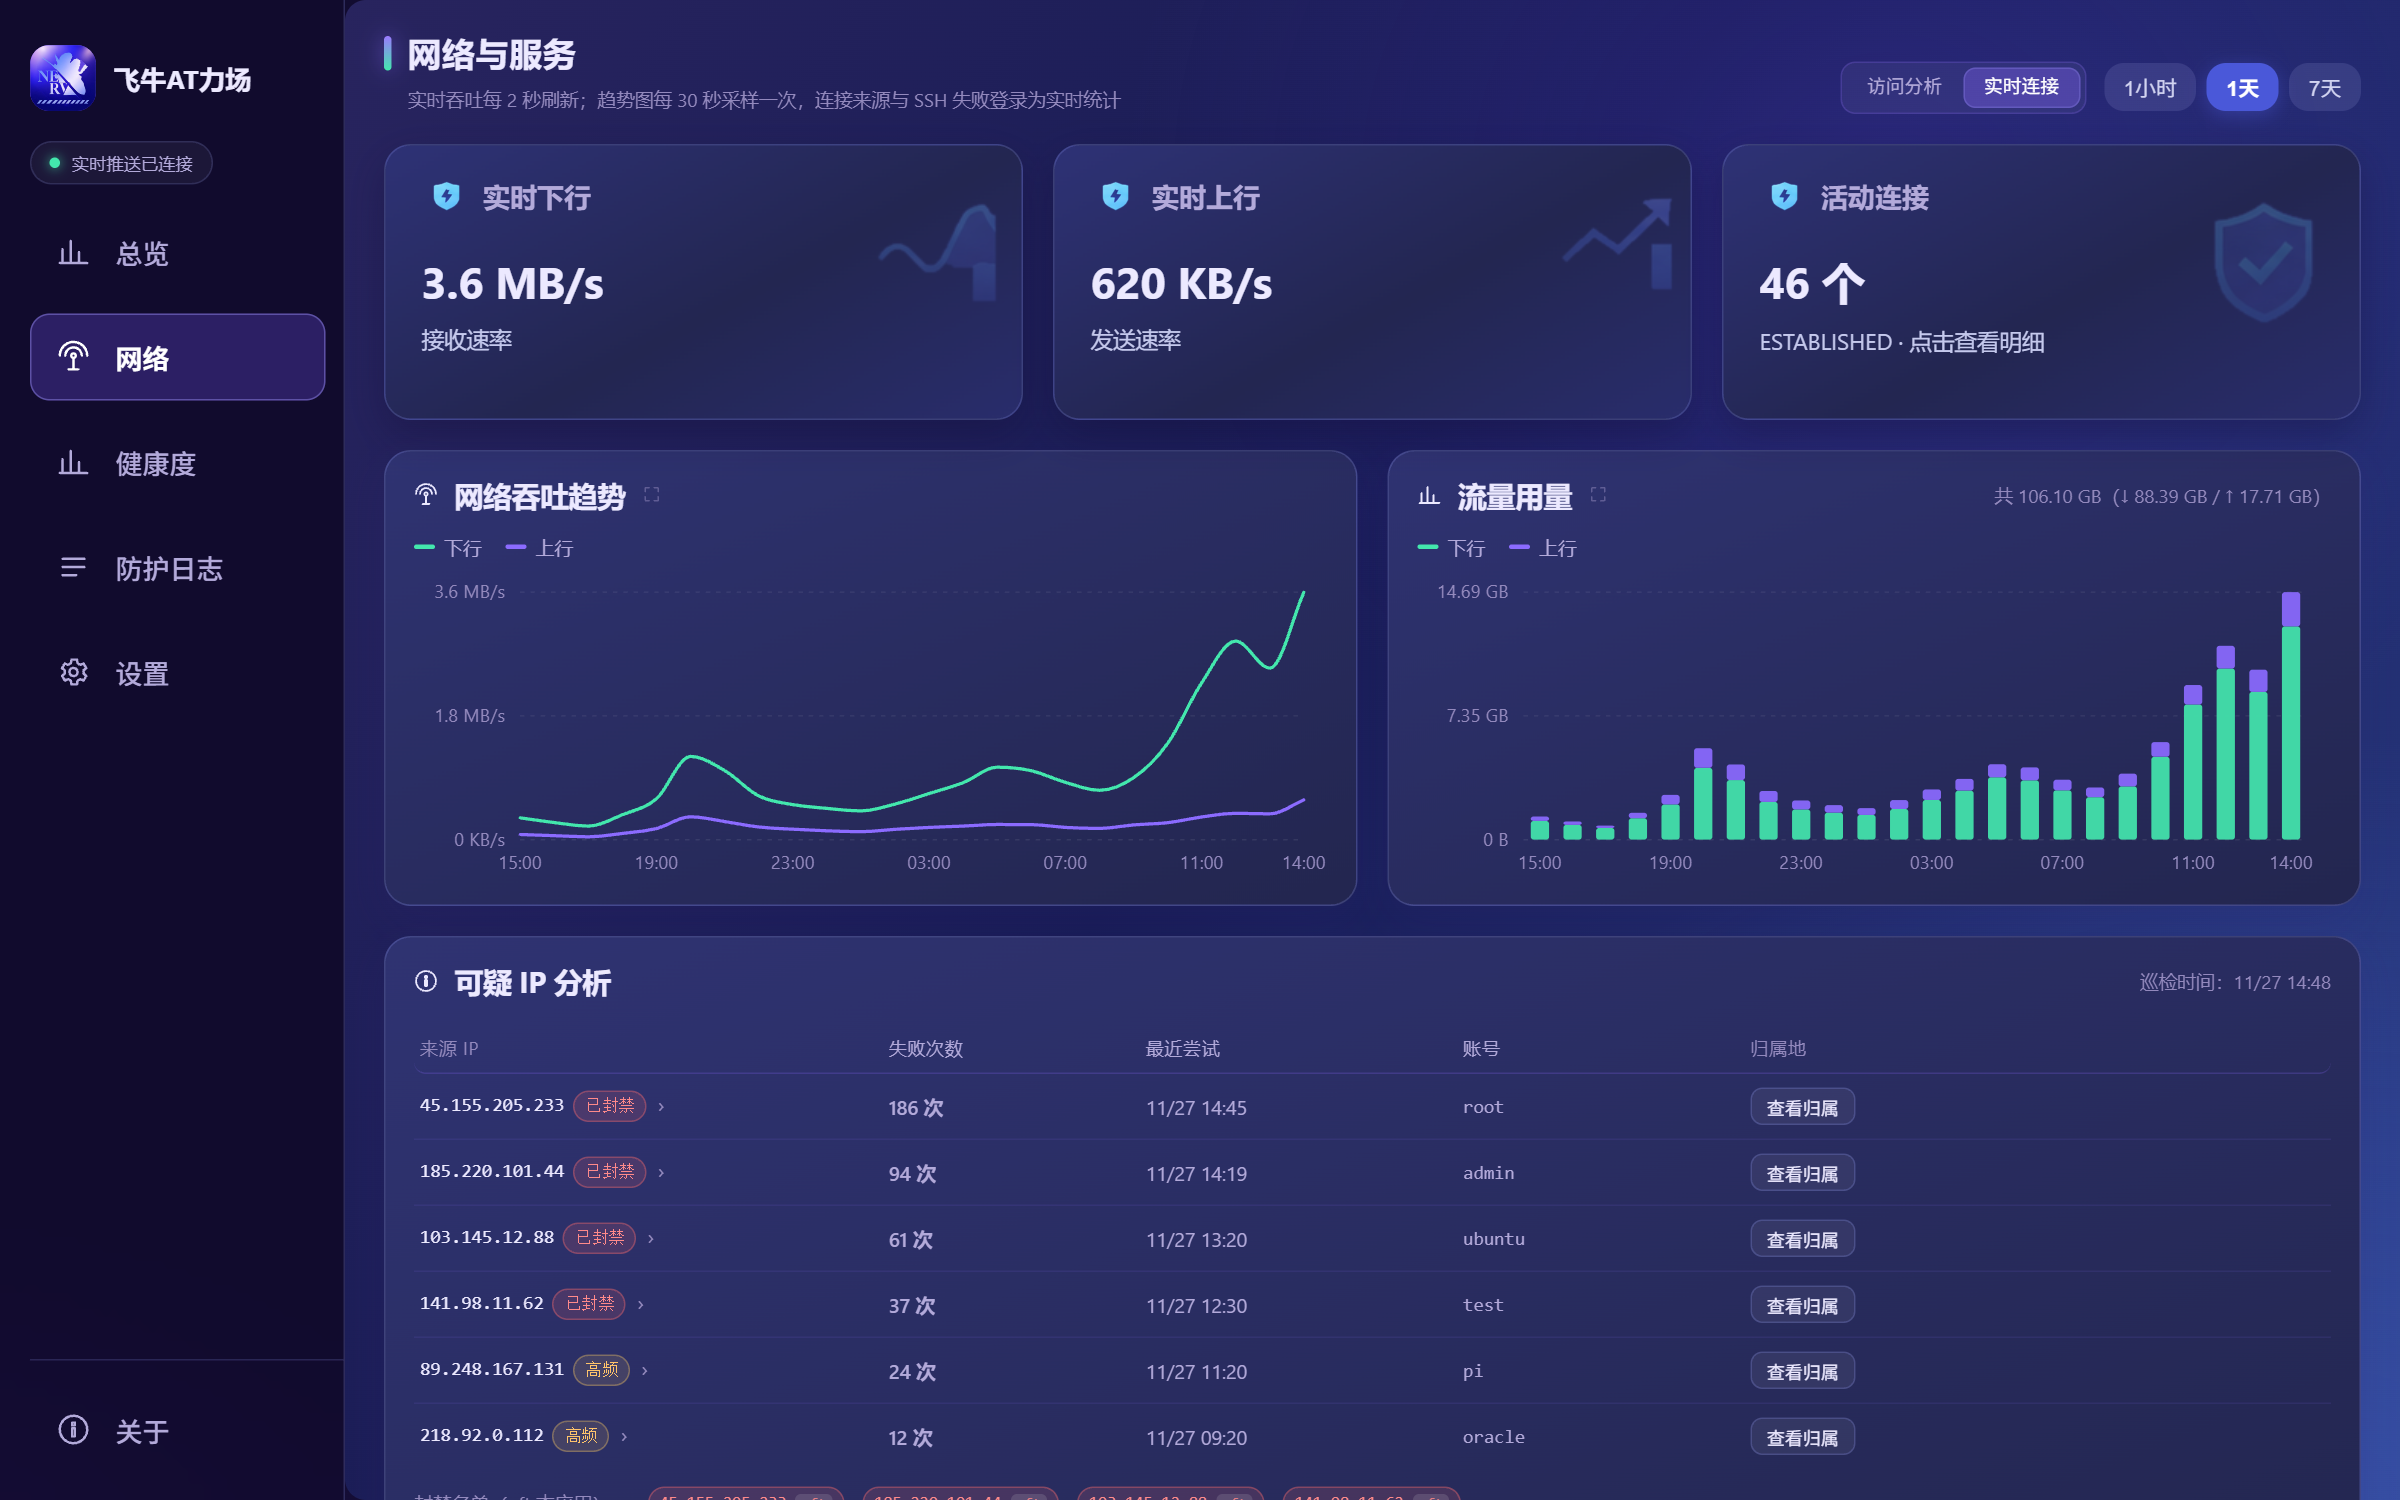 飞牛AT力场
实时推送已连接
总览
网络
健康度
防护日志
设置
关于
网络与服务
实时吞吐每 2 秒刷新；趋势图每 30 秒采样一次，连接来源与 SSH 失败登录为实时统计
访问分析 实时连接 1小时 1天 7天
实时下行
3.6 MB/s
接收速率
实时上行
620 KB/s
发送速率
活动连接
46 个
ESTABLISHED · 点击查看明细
网络吞吐趋势
下行 上行
3.6 MB/s
1.8 MB/s
0 KB/s
15:00 19:00 23:00 03:00 07:00 11:00 14:00
流量用量
共 106.10 GB（↓ 88.39 GB / ↑ 17.71 GB）
下行 上行
14.69 GB
7.35 GB
0 B
15:00 19:00 23:00 03:00 07:00 11:00 14:00
可疑 IP 分析
巡检时间：11/27 14:48
来源 IP 失败次数 最近尝试 账号 归属地
45.155.205.233 已封禁 › 186 次 11/27 14:45 root 查看归属
185.220.101.44 已封禁 › 94 次 11/27 14:19 admin 查看归属
103.145.12.88 已封禁 › 61 次 11/27 13:20 ubuntu 查看归属
141.98.11.62 已封禁 › 37 次 11/27 12:30 test 查看归属
89.248.167.131 高频 › 24 次 11/27 11:20 pi 查看归属
218.92.0.112 高频 › 12 次 11/27 09:20 oracle 查看归属